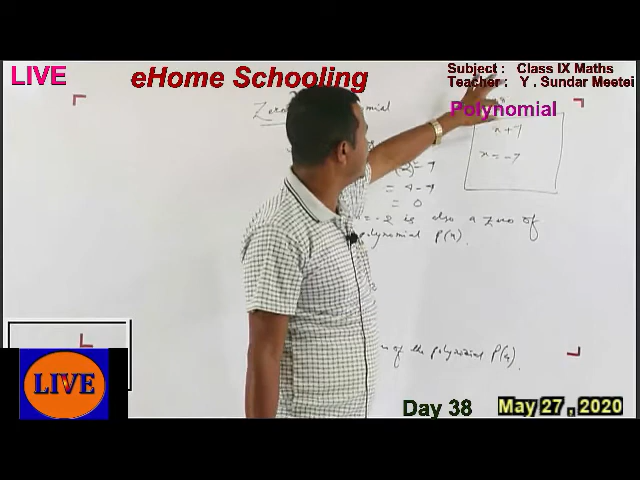 LIVE
eHome Schooling
Subject : Class IX Maths
Teacher : Y . Sundar Meetei
Polynomial
x + 7
x = -7
= 4 - 4
= 0
= -2 is also a zero of
polynomial P(x).
of the polynomial P(x).
LIVE
Day 38
May 27 , 2020